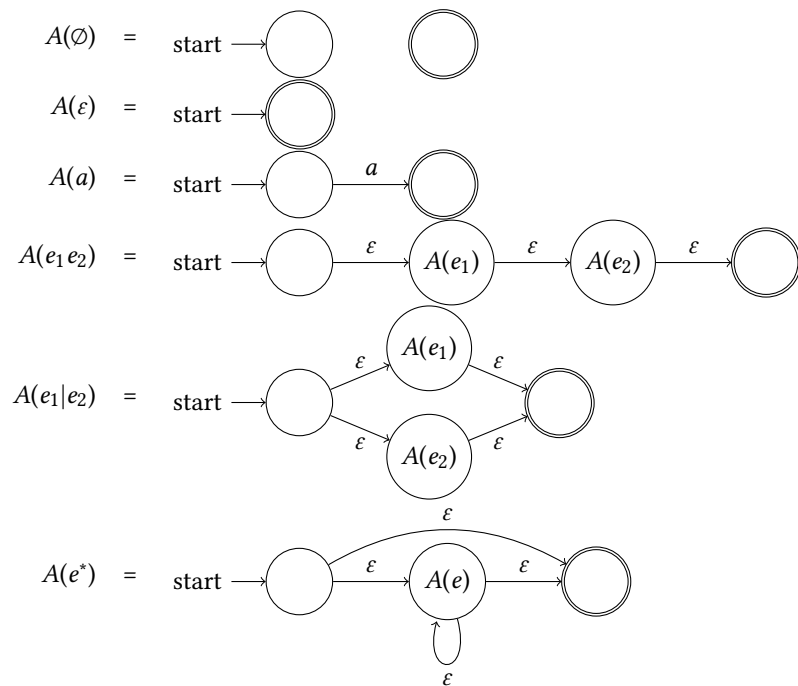 A(∅) = start
A(ε) = start
A(a) = start a
A(e₁e₂) = start ε A(e₁) ε A(e₂) ε
ε A(e₁) ε
A(e₁|e₂) = start
ε A(e₂) ε
ε
A(e*) = start ε A(e) ε
ε